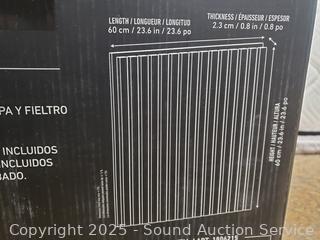 LENGTH / LONGUEUR / LONGITUD
60 cm / 23.6 in / 23.6 po
THICKNESS / ÉPAISSEUR / ESPESOR
2.3 cm / 0.8 in / 0.8 po
HEIGHT / HAUTEUR / ALTURA
60 cm / 23.6 in / 23.6 po
PA Y FIELTRO
INCLUIDOS
NCLUIDOS
BADO.
1806215
Copyright 2025 - Sound Auction Service